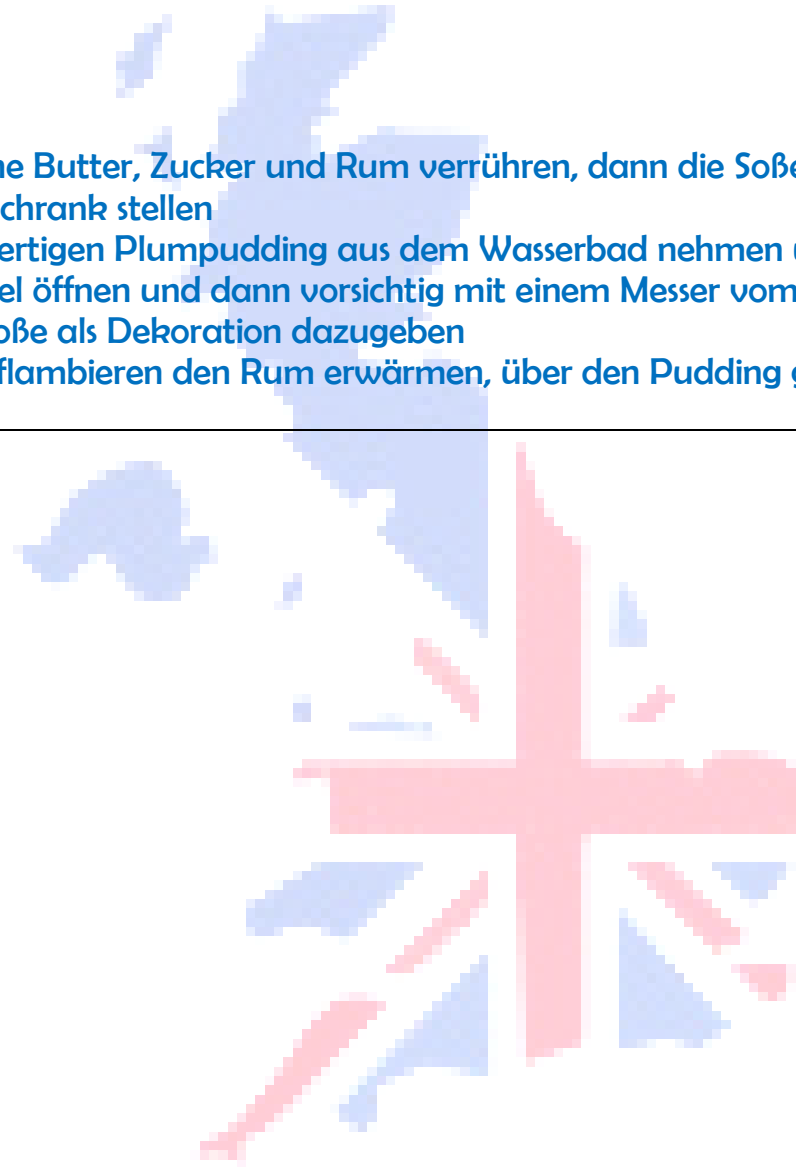 ne Butter, Zucker und Rum verrühren, dann die Soße
chrank stellen
ertigen Plumpudding aus dem Wasserbad nehmen u
el öffnen und dann vorsichtig mit einem Messer vom
oße als Dekoration dazugeben
flambieren den Rum erwärmen, über den Pudding g